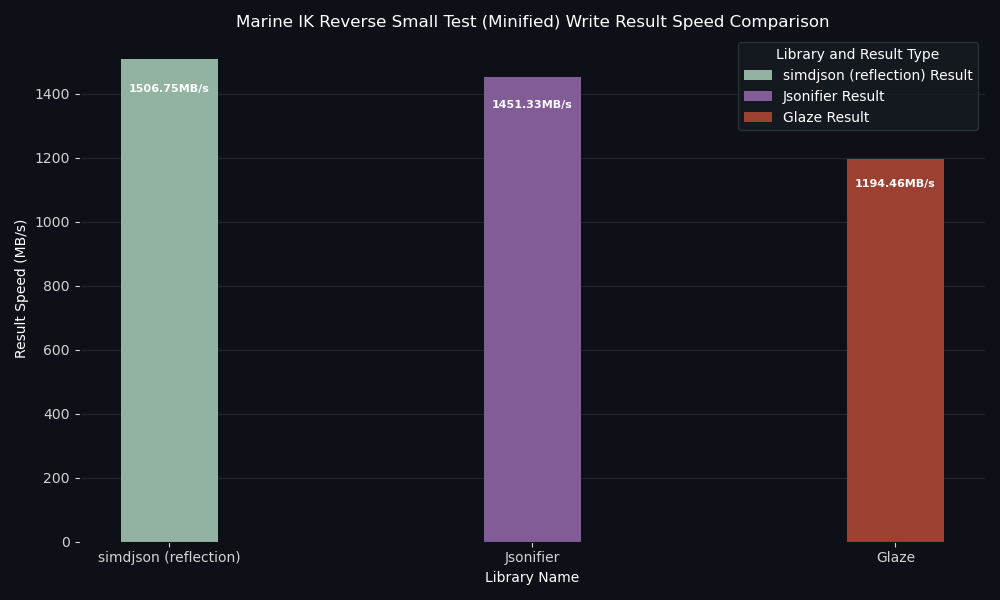 Marine IK Reverse Small Test (Minified) Write Result Speed Comparison
Library and Result Type
simdjson (reflection) Result
Jsonifier Result
Glaze Result
1506.75MB/s
1451.33MB/s
1194.46MB/s
Result Speed (MB/s)
1400
1200
1000
800
600
400
200
0
simdjson (reflection)
Jsonifier
Glaze
Library Name